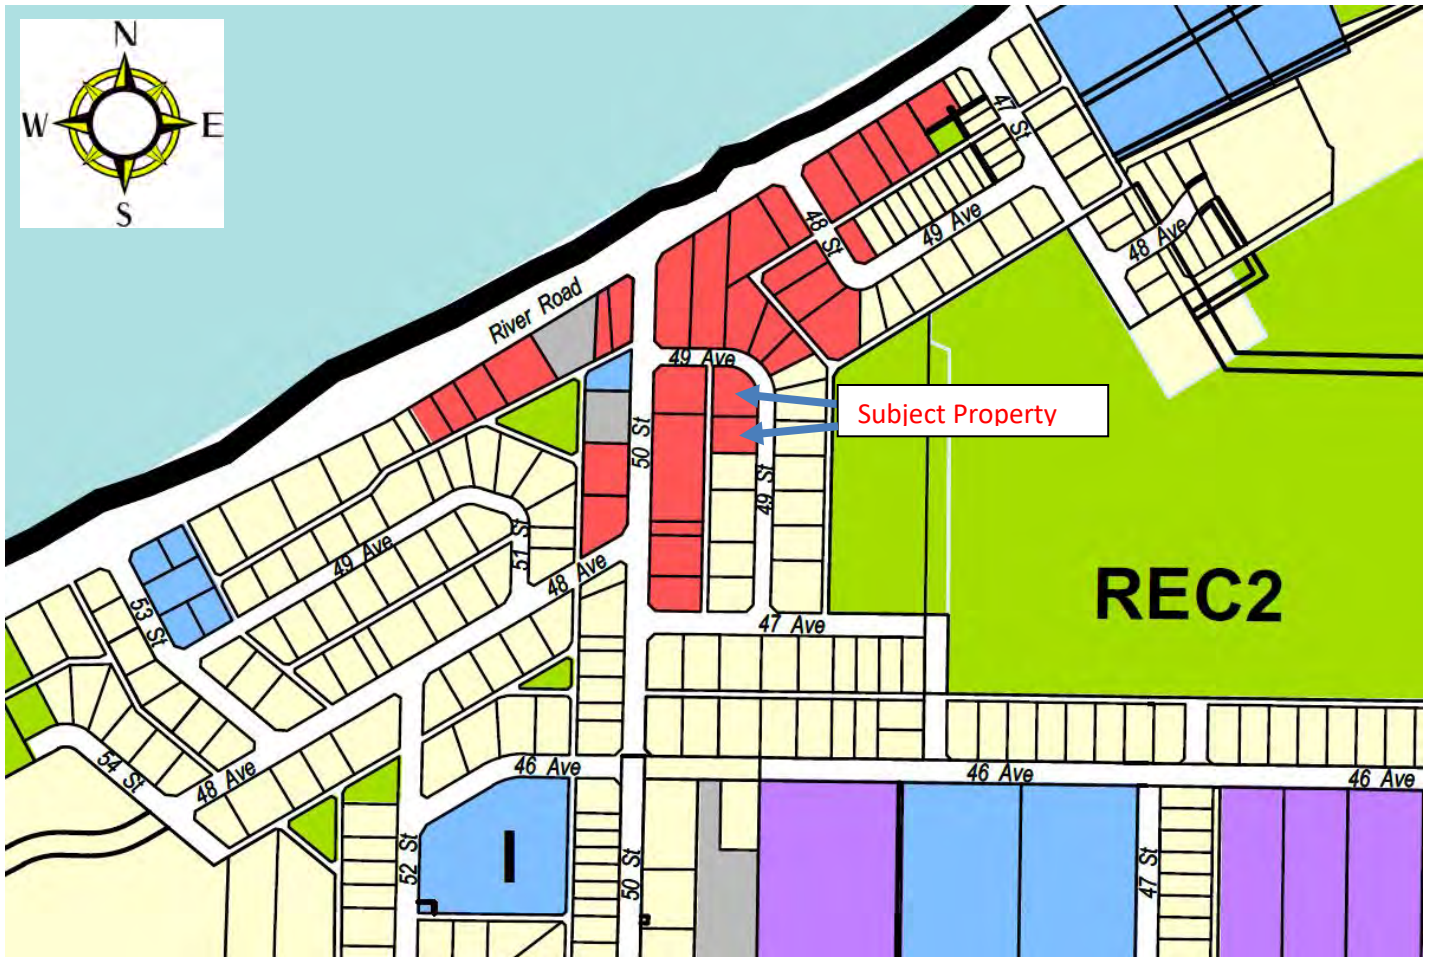 N
W E
S
47 St
48 St
49 Ave
48 Ave
River Road
49 Ave
Subject Property
50 St
49 St
51 St
49 Ave
48 Ave
REC2
53 St
47 Ave
54 St
48 Ave
46 Ave
46 Ave
46 Ave
52 St
I
50 St
47 St